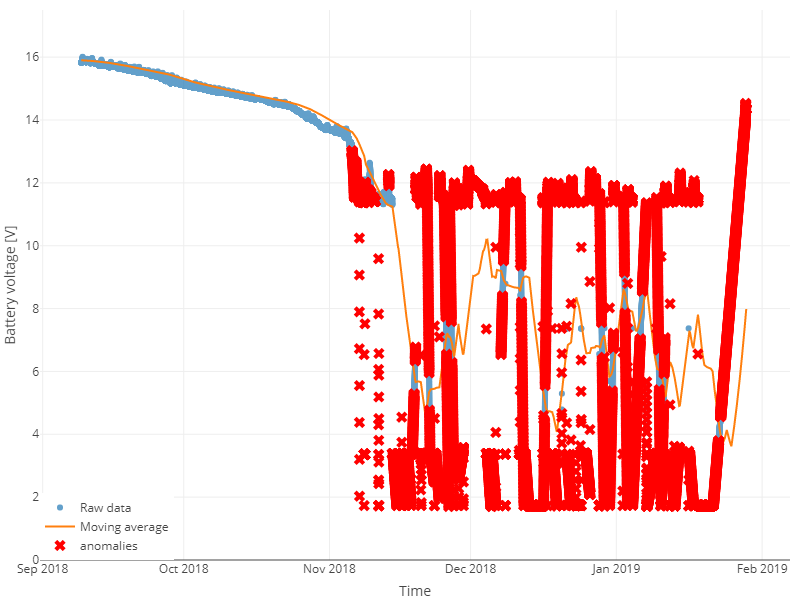 Battery voltage [V]
16
14
12
10
8
6
4
2
0
Raw data
Moving average
anomalies
Sep 2018 Oct 2018 Nov 2018 Dec 2018 Jan 2019 Feb 2019
Time